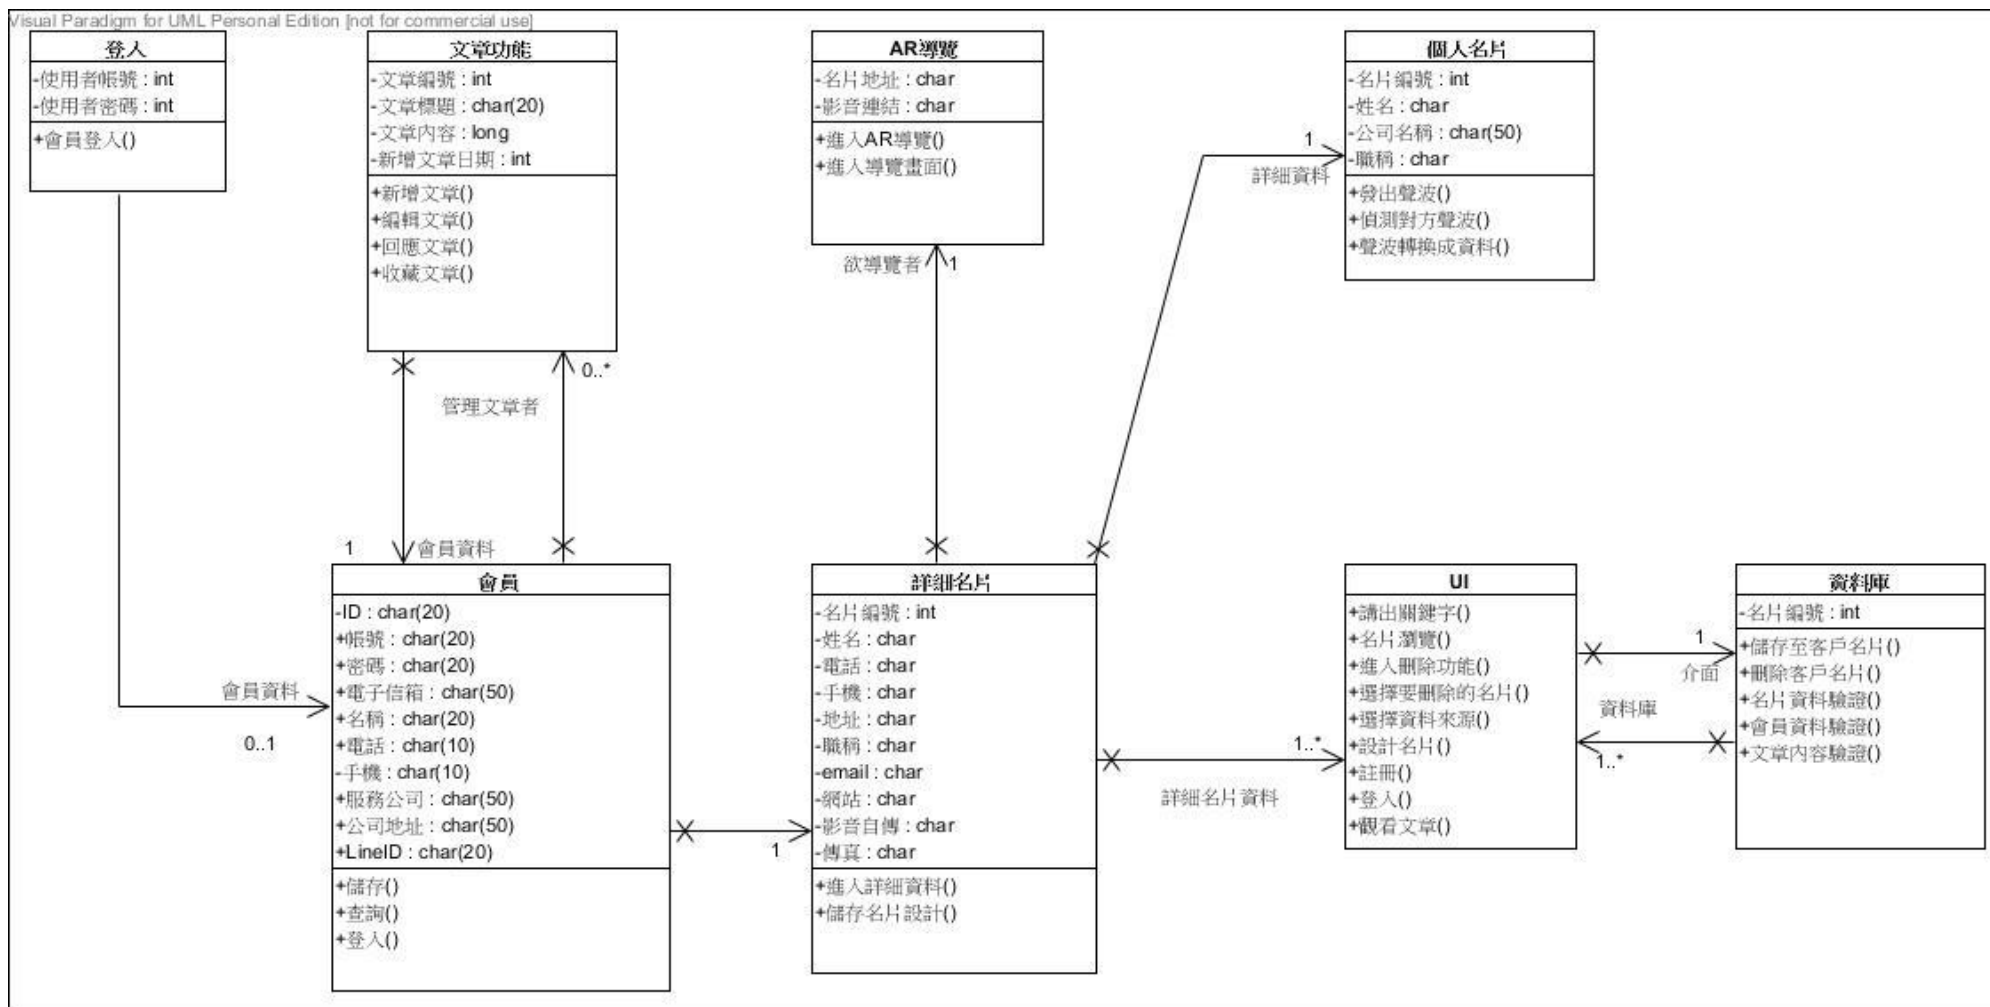 Visual Paradigm for UML Personal Edition [not for commercial use]
登入
-使用者帳號 : int
-使用者密碼 : int
+會員登入()
文章功能
-文章編號 : int
-文章標題 : char(20)
-文章內容 : long
-新增文章日期 : int
+新增文章()
+編輯文章()
+回應文章()
+收藏文章()
AR導覽
-名片地址 : char
-影音連結 : char
+進入AR導覽()
+進入導覽畫面()
個人名片
-名片編號 : int
-姓名 : char
-公司名稱 : char(50)
-職稱 : char
+發出聲波()
+偵測對方聲波()
+聲波轉換成資料()
1
詳細資料
欲導覽者
1
0..*
管理文章者
1
會員資料
會員資料
0..1
會員
-ID : char(20)
+帳號 : char(20)
+密碼 : char(20)
+電子信箱 : char(50)
+名稱 : char(20)
+電話 : char(10)
-手機 : char(10)
+服務公司 : char(50)
+公司地址 : char(50)
+LineID : char(20)
+儲存()
+查詢()
+登入()
1
詳細名片
-名片編號 : int
-姓名 : char
-電話 : char
-手機 : char
-地址 : char
-職稱 : char
-email : char
-網站 : char
-影音自傳 : char
-傳真 : char
+進入詳細資料()
+儲存名片設計()
1..*
詳細名片資料
UI
+講出關鍵字()
+名片瀏覽()
+進入刪除功能()
+選擇要刪除的名片()
+選擇資料來源()
+設計名片()
+註冊()
+登入()
+觀看文章()
1
介面
資料庫
1..*
資料庫
-名片編號 : int
+儲存至客戶名片()
+刪除客戶名片()
+名片資料驗證()
+會員資料驗證()
+文章內容驗證()